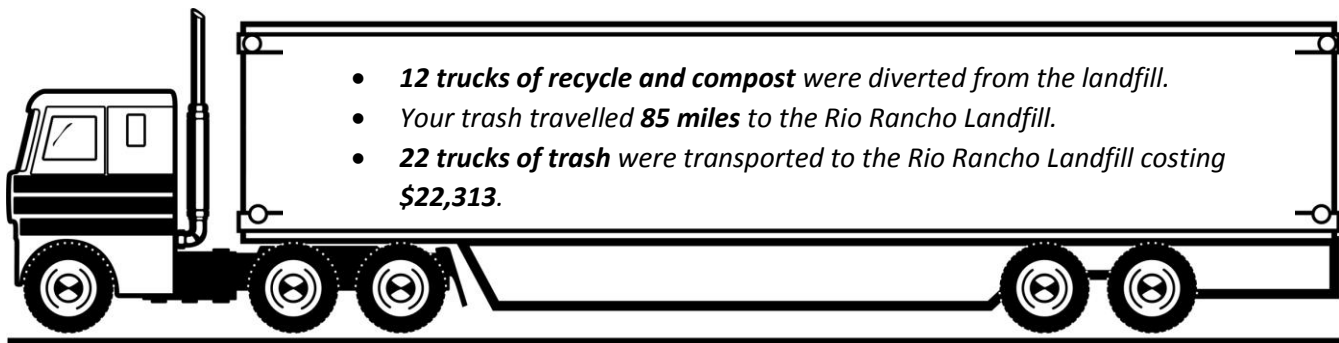 • 12 trucks of recycle and compost were diverted from the landfill.
• Your trash travelled 85 miles to the Rio Rancho Landfill.
• 22 trucks of trash were transported to the Rio Rancho Landfill costing
$22,313.